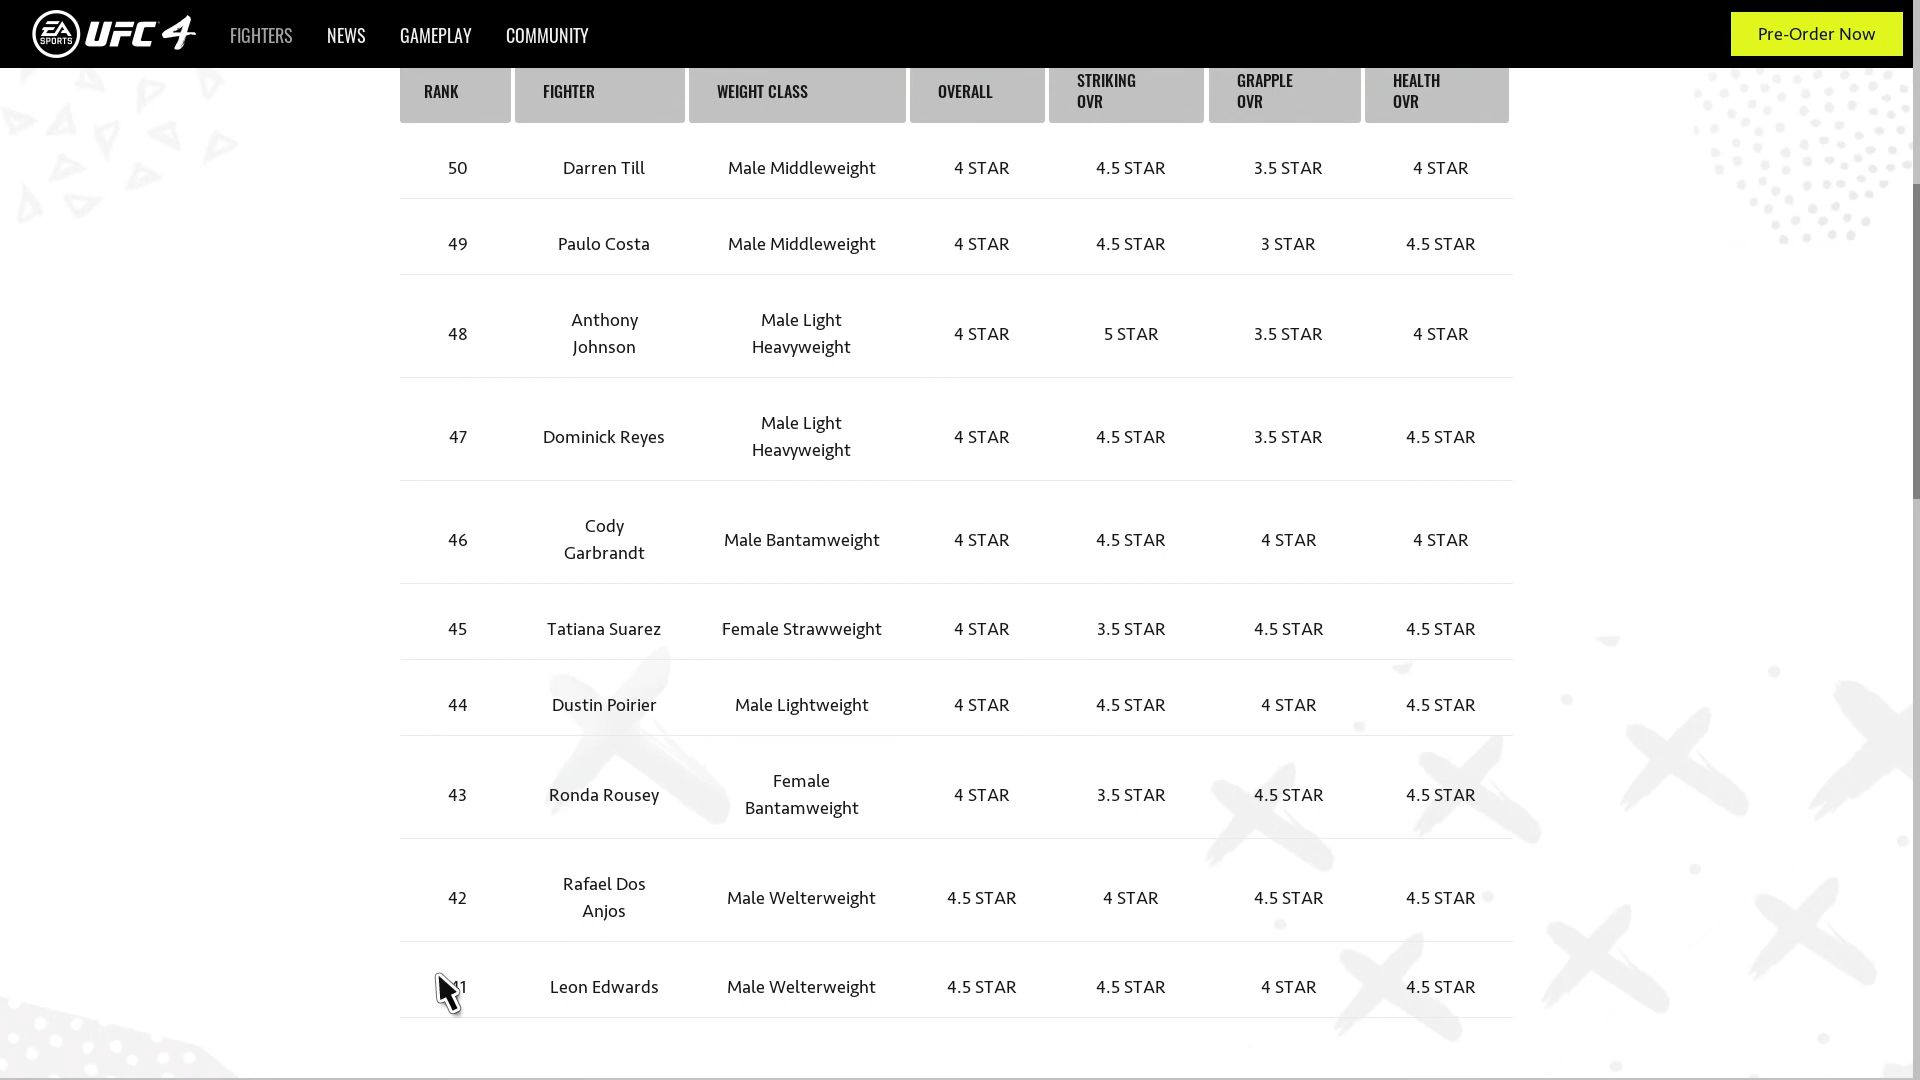 EA SPORTS UFC 4 FIGHTERS NEWS GAMEPLAY COMMUNITY Pre-Order Now
RANK FIGHTER WEIGHT CLASS OVERALL STRIKING OVR GRAPPLE OVR HEALTH OVR
50 Darren Till Male Middleweight 4 STAR 4.5 STAR 3.5 STAR 4 STAR
49 Paulo Costa Male Middleweight 4 STAR 4.5 STAR 3 STAR 4.5 STAR
48 Anthony Johnson Male Light Heavyweight 4 STAR 5 STAR 3.5 STAR 4 STAR
47 Dominick Reyes Male Light Heavyweight 4 STAR 4.5 STAR 3.5 STAR 4.5 STAR
46 Cody Garbrandt Male Bantamweight 4 STAR 4.5 STAR 4 STAR 4 STAR
45 Tatiana Suarez Female Strawweight 4 STAR 3.5 STAR 4.5 STAR 4.5 STAR
44 Dustin Poirier Male Lightweight 4 STAR 4.5 STAR 4 STAR 4.5 STAR
43 Ronda Rousey Female Bantamweight 4 STAR 3.5 STAR 4.5 STAR 4.5 STAR
42 Rafael Dos Anjos Male Welterweight 4.5 STAR 4 STAR 4.5 STAR 4.5 STAR
Leon Edwards Male Welterweight 4.5 STAR 4.5 STAR 4 STAR 4.5 STAR